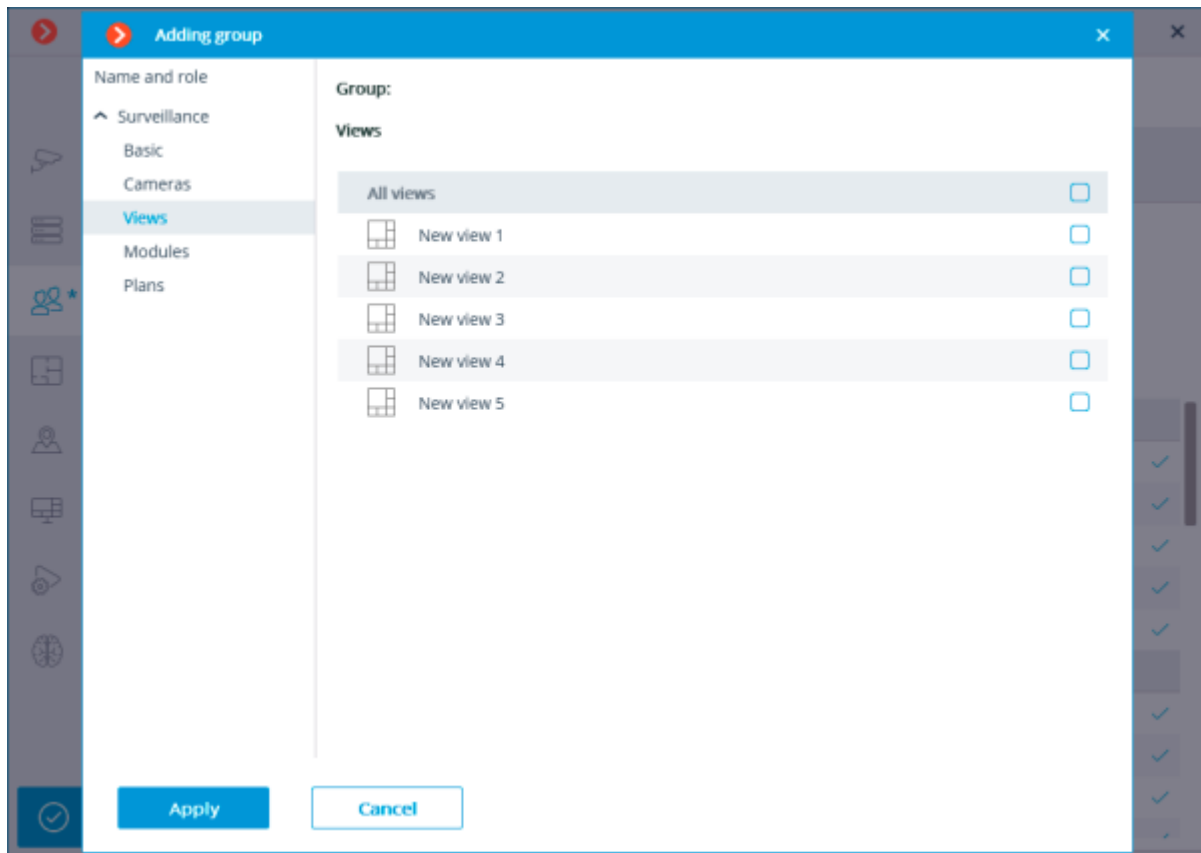 Adding group
Name and role
Surveillance
Basic
Cameras
Views
Modules
Plans
Group:
Views
All views
New view 1
New view 2
New view 3
New view 4
New view 5
Apply
Cancel